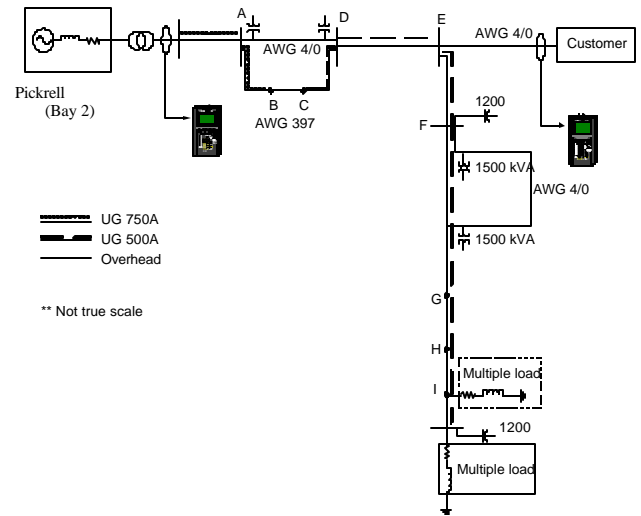 A
D
E
AWG 4/0
AWG 4/0
Customer
Pickrell
(Bay 2)
B
C
AWG 397
1200
F
1500 kVA
AWG 4/0
UG 750A
UG 500A
Overhead
1500 kVA
** Not true scale
G
H
Multiple load
I
1200
Multiple load